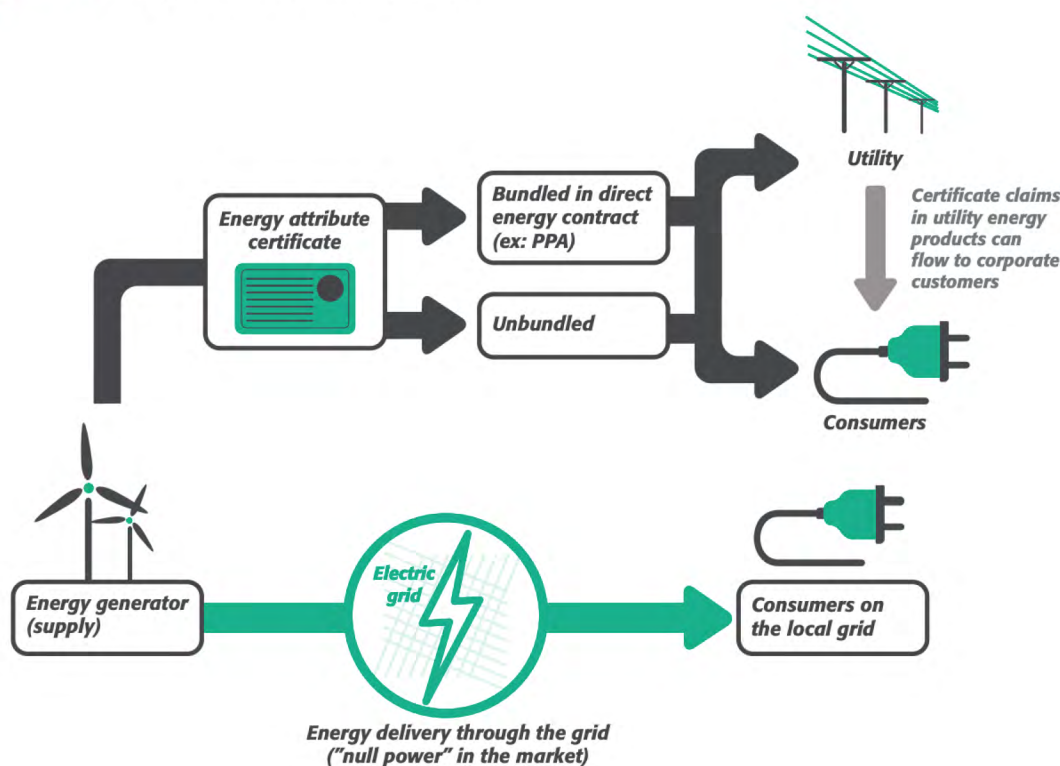 Utility
Certificate claims
in utility energy
products can
flow to corporate
customers
Energy attribute
certificate
Bundled in direct
energy contract
(ex: PPA)
Unbundled
Consumers
Energy generator
(supply)
Electric
grid
Consumers on
the local grid
Energy delivery through the grid
("null power" in the market)